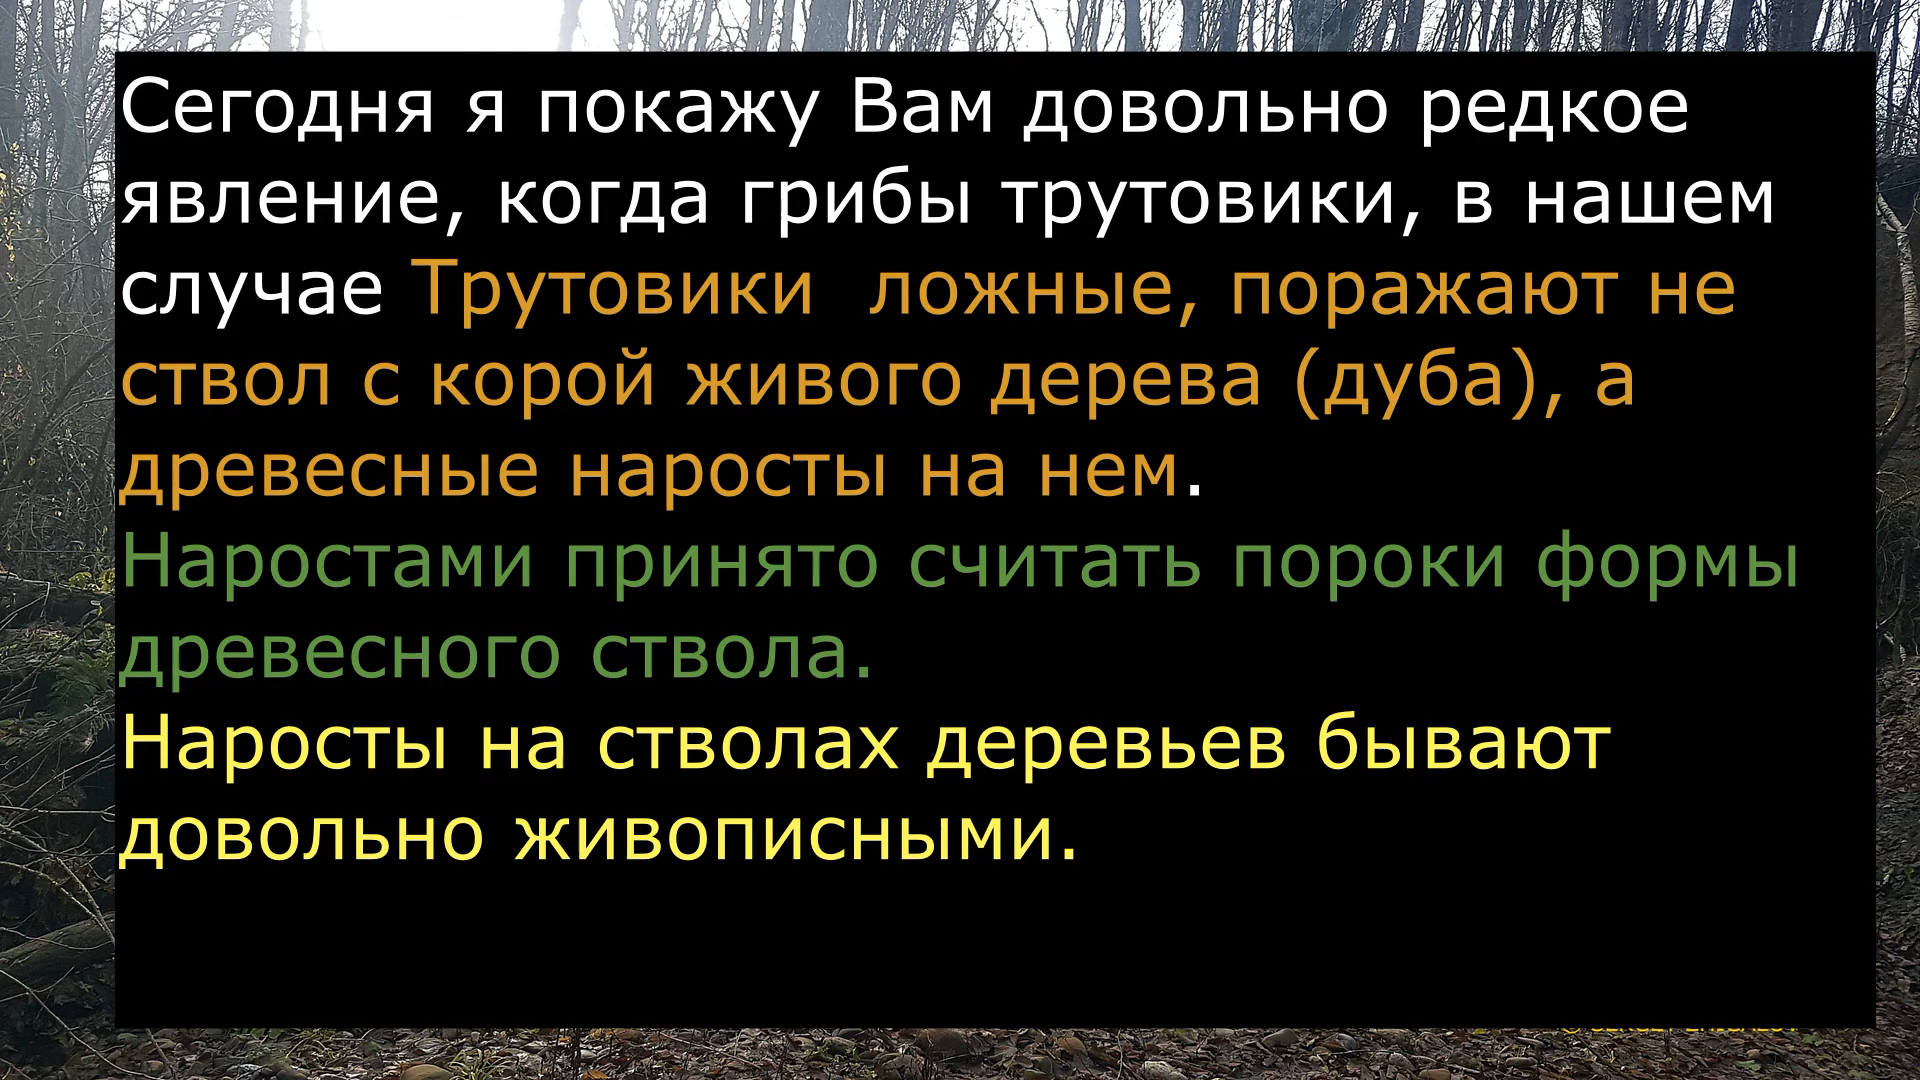 Сегодня я покажу Вам довольно редкое
явление, когда грибы трутовики, в нашем
случае Трутовики  ложные, поражают не
ствол с корой живого дерева (дуба), а
древесные наросты на нем.
Наростами принято считать пороки формы
древесного ствола.
Наросты на стволах деревьев бывают
довольно живописными.